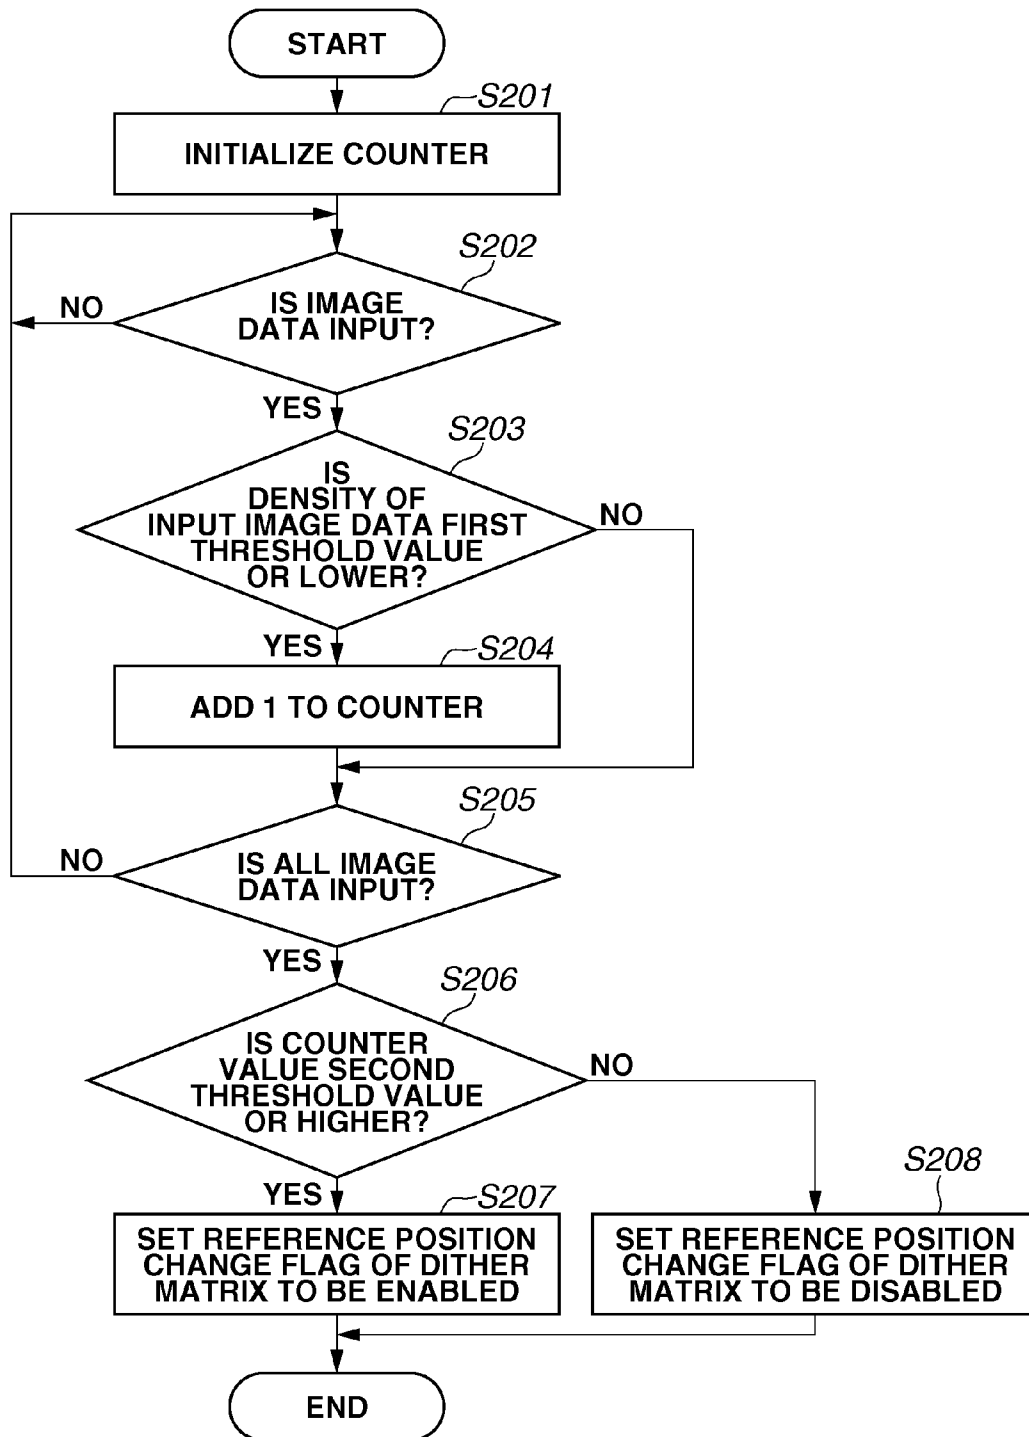 START
S201
INITIALIZE COUNTER
S202
IS IMAGE
DATA INPUT?
NO
YES
S203
IS
DENSITY OF
INPUT IMAGE DATA FIRST
THRESHOLD VALUE
OR LOWER?
NO
YES
S204
ADD 1 TO COUNTER
S205
IS ALL IMAGE
DATA INPUT?
NO
YES
S206
IS COUNTER
VALUE SECOND
THRESHOLD VALUE
OR HIGHER?
NO
YES
S207
SET REFERENCE POSITION
CHANGE FLAG OF DITHER
MATRIX TO BE ENABLED
S208
SET REFERENCE POSITION
CHANGE FLAG OF DITHER
MATRIX TO BE DISABLED
END